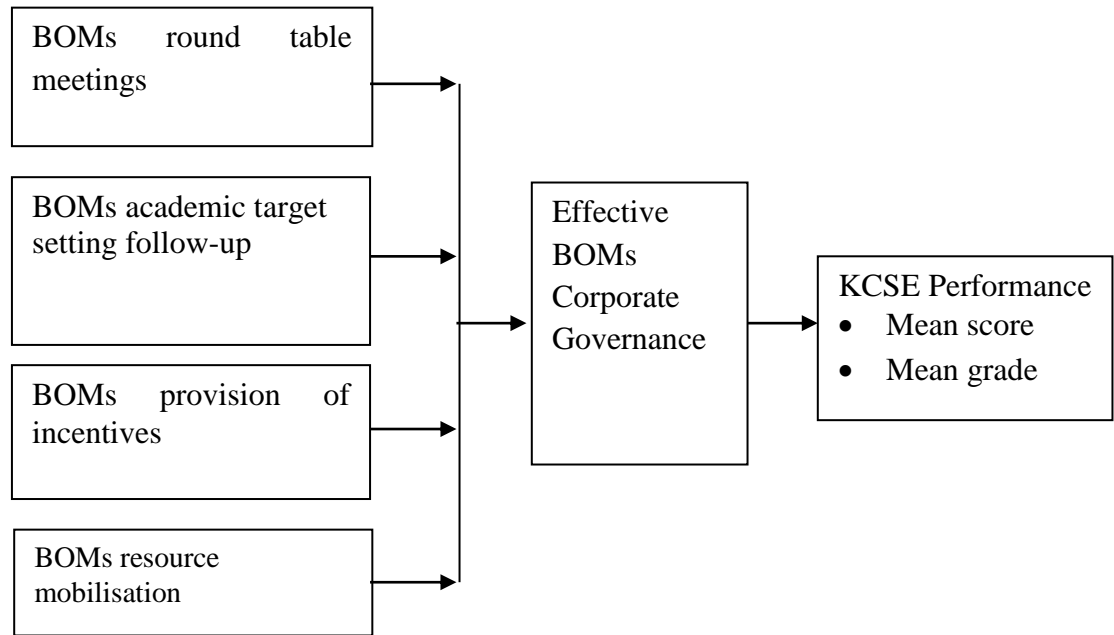 BOMs round table
meetings
BOMs academic target
setting follow-up
BOMs provision of
incentives
BOMs resource
mobilisation
Effective
BOMs
Corporate
Governance
KCSE Performance
• Mean score
• Mean grade